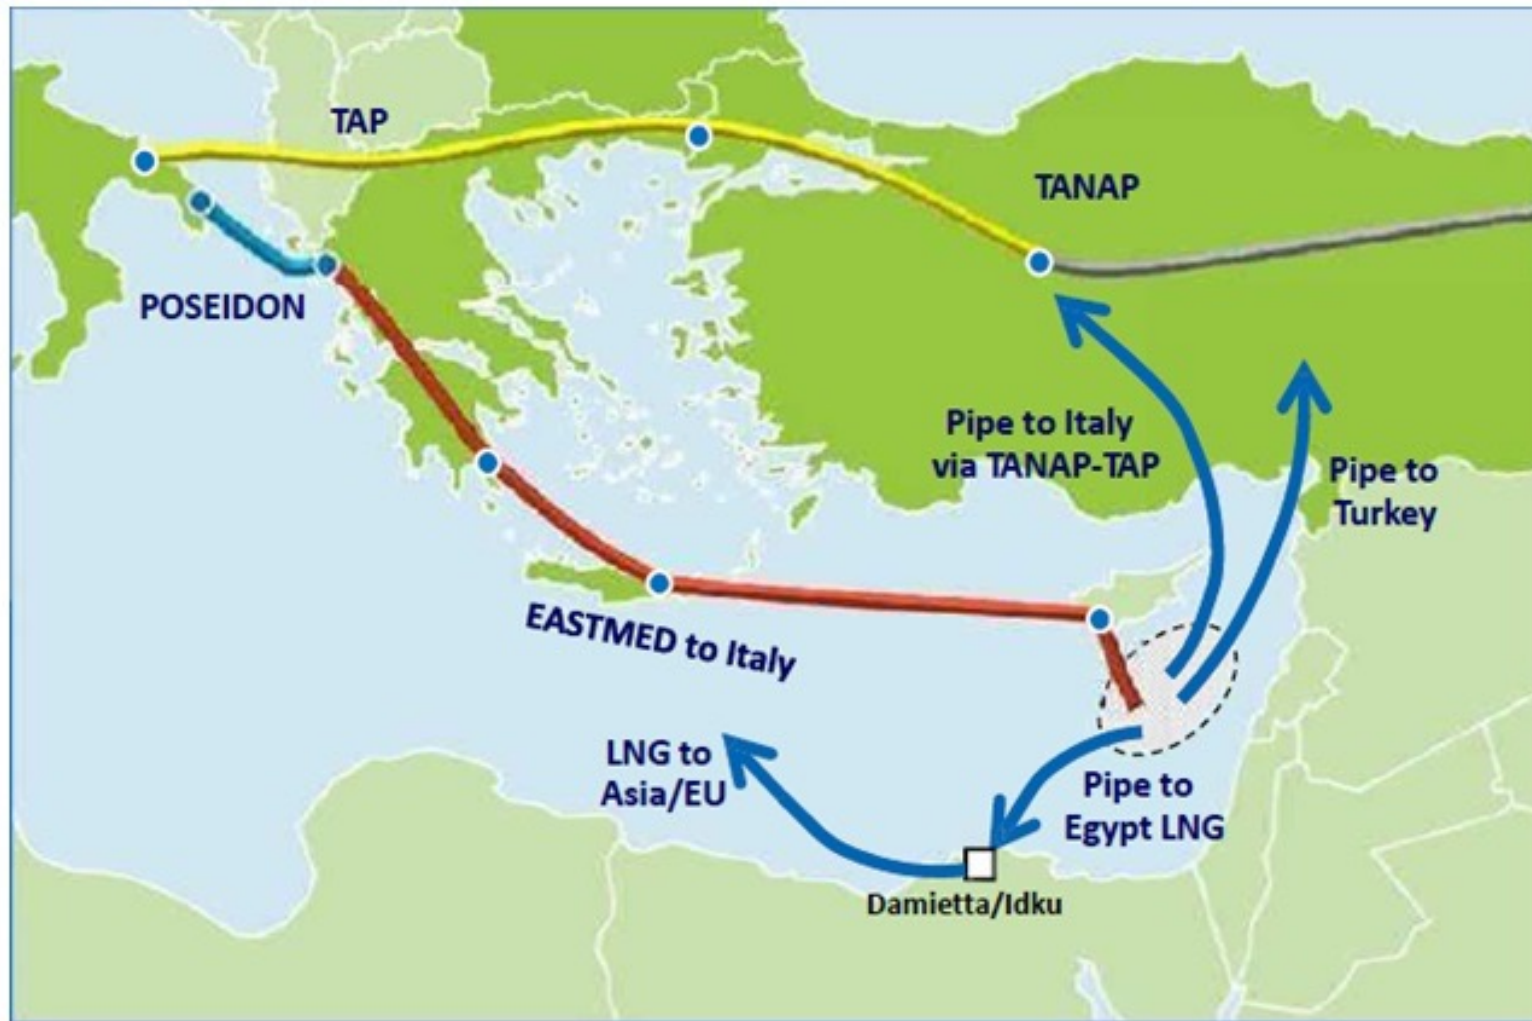 TAP
TANAP
POSEIDON
Pipe to Italy
via TANAP-TAP
Pipe to
Turkey
EASTMED to Italy
LNG to
Asia/EU
Pipe to
Egypt LNG
Damietta/Idku